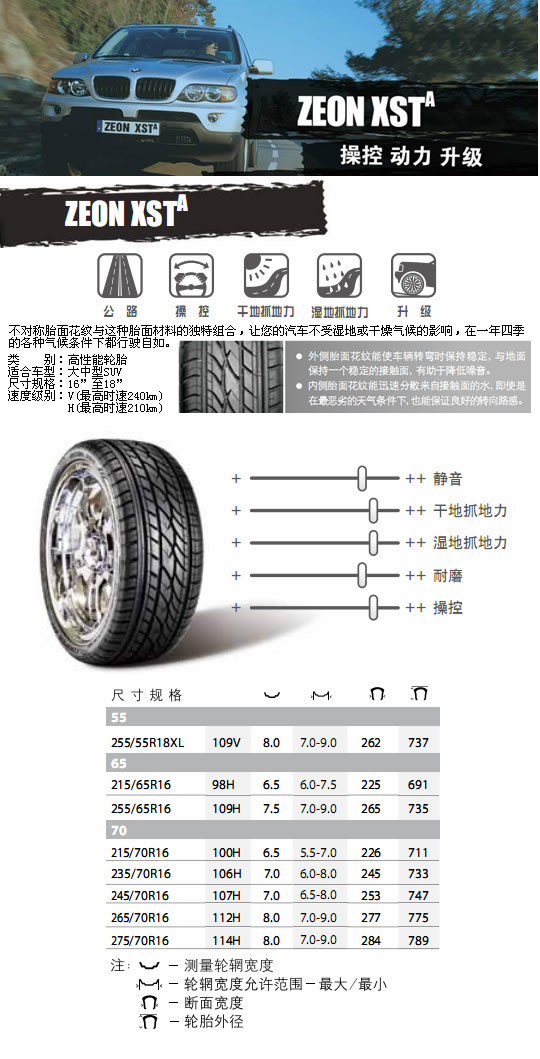 ZEON XSTA
ZEON XSTA
操控 动力 升级
ZEON XSTA
公路
操控
干地抓地力
湿地抓地力
升级
不对称胎面花纹与这种胎面材料的独特组合，让您的汽车不受湿地或干燥气候的影响，在一年四季
的各种气候条件下都行驶自如。
类 别：高性能轮胎
适合车型：大中型SUV
尺寸规格：16”至18”
速度级别：V(最高时速240km)
H(最高时速210km)
● 外侧胎面花纹能使车辆转弯时保持稳定，与地面
保持一个稳定的接触面，有助于降低噪音。
● 内侧胎面花纹能迅速分散来自接触面的水，即使是
在最恶劣的天气条件下，也能保证良好的转向路感。
+ ++ 静音
+ ++ 干地抓地力
+ ++ 湿地抓地力
+ ++ 耐磨
+ ++ 操控
尺寸规格
55
255/55R18XL 109V 8.0 7.0-9.0 262 737
65
215/65R16 98H 6.5 6.0-7.5 225 691
255/65R16 109H 7.5 7.0-9.0 265 735
70
215/70R16 100H 6.5 5.5-7.0 226 711
235/70R16 106H 7.0 6.0-8.0 245 733
245/70R16 107H 7.0 6.5-8.0 253 747
265/70R16 112H 8.0 7.0-9.0 277 775
275/70R16 114H 8.0 7.0-9.0 284 789
注： － 测量轮辋宽度
－ 轮辋宽度允许范围－最大/最小
－ 断面宽度
－ 轮胎外径